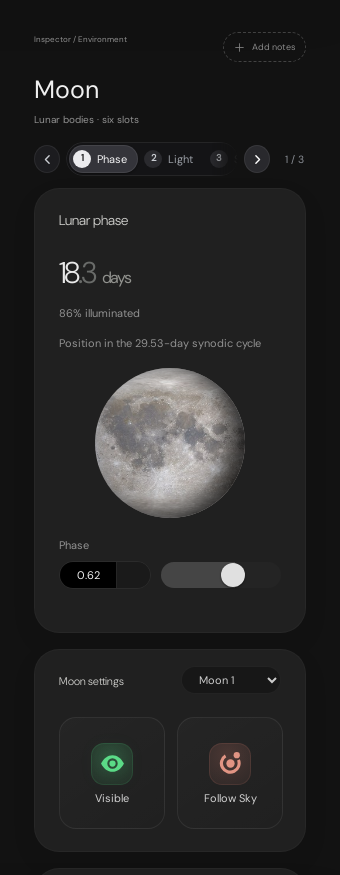 Inspector / Environment
Add notes
Moon
Lunar bodies · six slots
1 Phase 2 Light 3 1 / 3
Lunar phase
18.3 days
86% illuminated
Position in the 29.53-day synodic cycle
Phase
0.62
Moon settings Moon 1
Visible Follow Sky